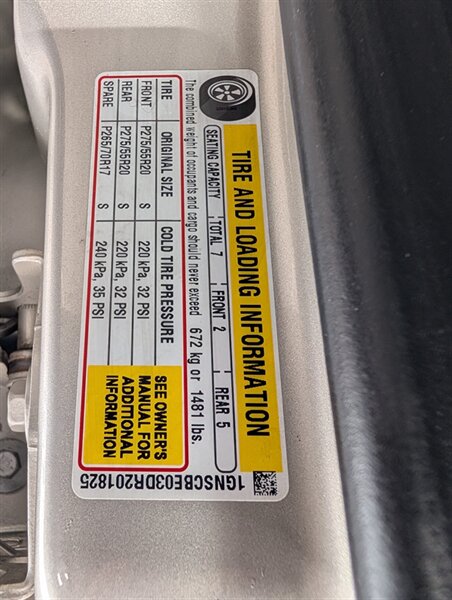 TIRE AND LOADING INFORMATION
SEATING CAPACITY TOTAL 7 FRONT 2 REAR 5
The combined weight of occupants and cargo should never exceed 672 kg or 1481 lbs.
TIRE ORIGINAL SIZE COLD TIRE PRESSURE
FRONT P275/55R20 S 220 kPa, 32 PSI
REAR P275/55R20 S 220 kPa, 32 PSI
SPARE P265/70R17 S 240 kPa, 35 PSI
SEE OWNER'S
MANUAL FOR
ADDITIONAL
INFORMATION
1GNSCBE03DR201825